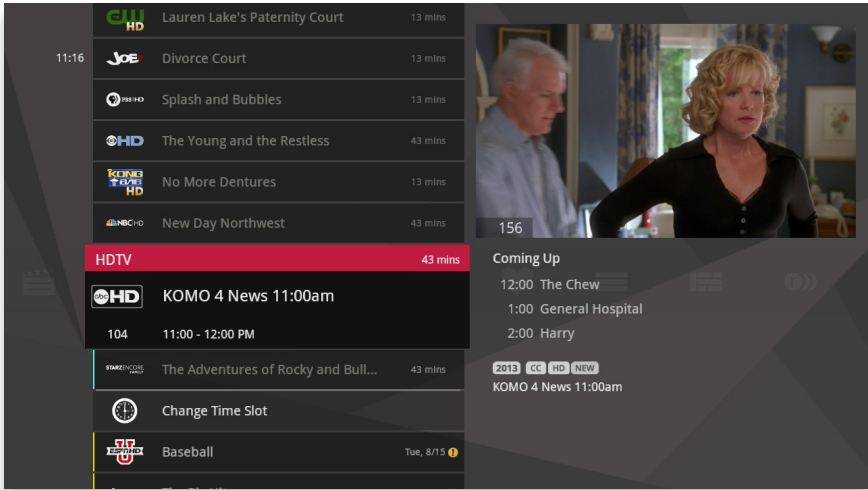 HD
Lauren Lake's Paternity Court
13 mins
11:16
JOE
Divorce Court
13 mins
PBS HD
Splash and Bubbles
13 mins
HD
The Young and the Restless
43 mins
KONG
6/16
HD
No More Dentures
13 mins
NBC HD
New Day Northwest
43 mins
HDTV
43 mins
abc HD
KOMO 4 News 11:00am
104
11:00 - 12:00 PM
STARZENCORE
FAMILY
The Adventures of Rocky and Bull...
43 mins
Change Time Slot
U
ESPN HD
Baseball
Tue, 8/15
156
Coming Up
12:00 The Chew
1:00 General Hospital
2:00 Harry
2013 CC HD NEW
KOMO 4 News 11:00am